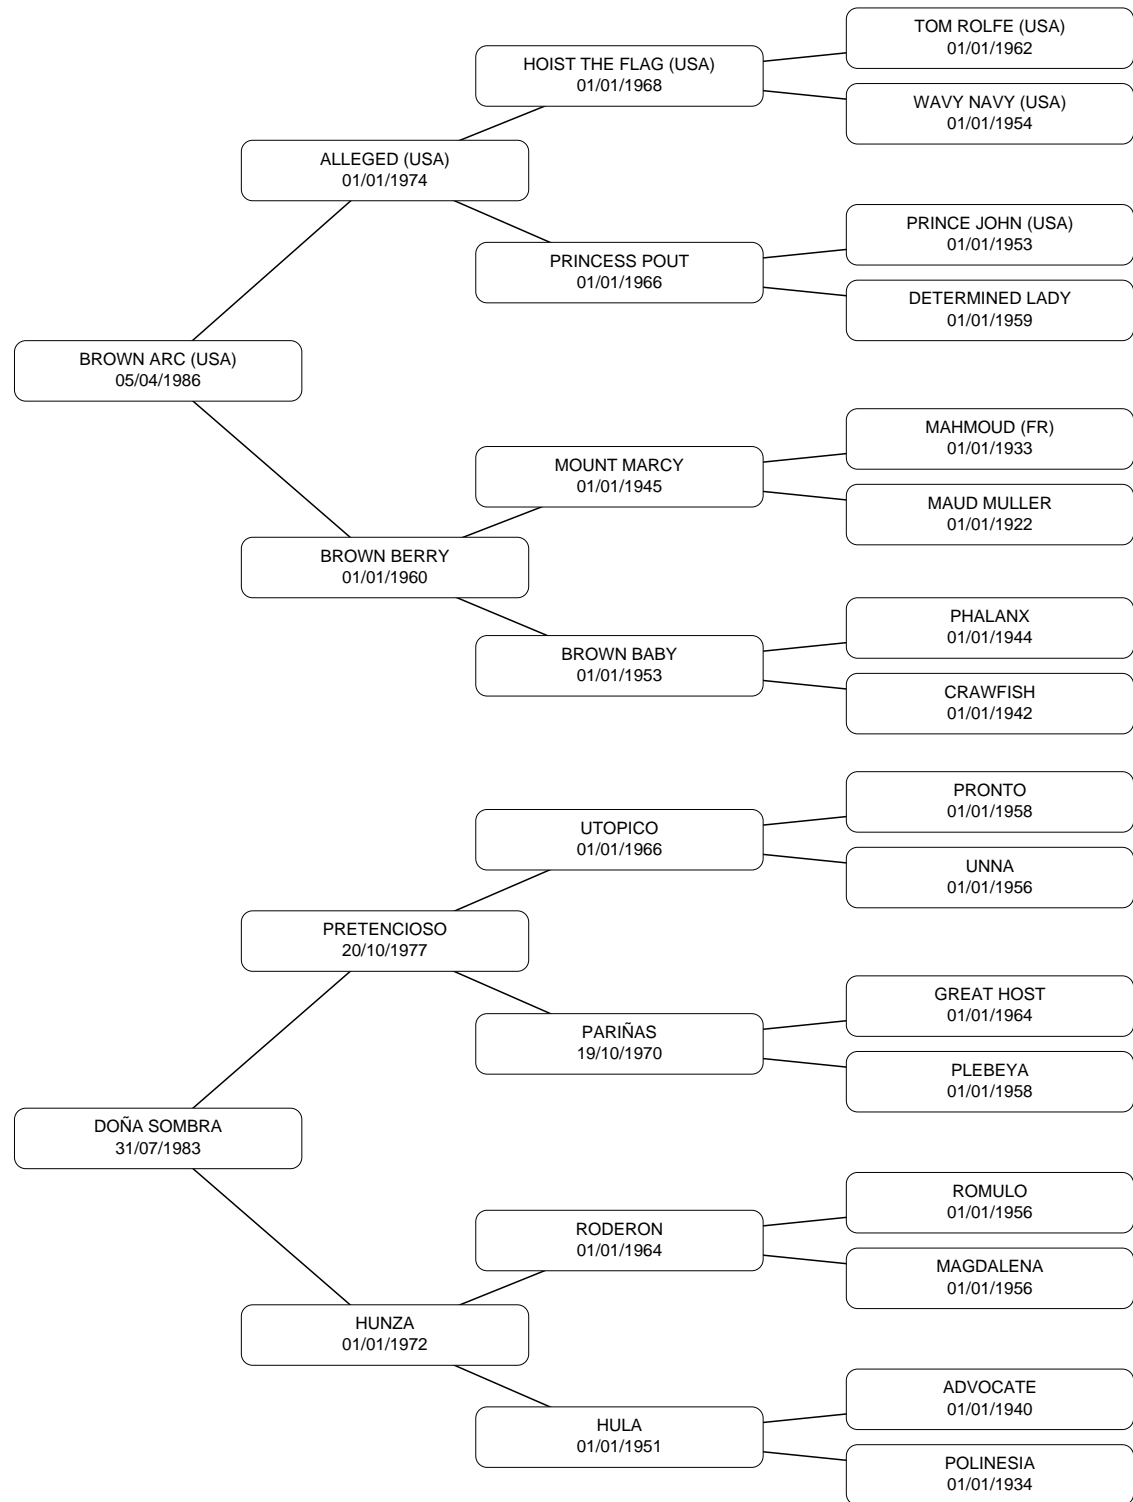 TOM ROLFE (USA)
01/01/1962
HOIST THE FLAG (USA)
01/01/1968
WAVY NAVY (USA)
01/01/1954
ALLEGED (USA)
01/01/1974
PRINCE JOHN (USA)
01/01/1953
PRINCESS POUT
01/01/1966
DETERMINED LADY
01/01/1959
BROWN ARC (USA)
05/04/1986
MAHMOUD (FR)
01/01/1933
MOUNT MARCY
01/01/1945
MAUD MULLER
01/01/1922
BROWN BERRY
01/01/1960
PHALANX
01/01/1944
BROWN BABY
01/01/1953
CRAWFISH
01/01/1942
PRONTO
01/01/1958
UTOPICO
01/01/1966
UNNA
01/01/1956
PRETENCIOSO
20/10/1977
GREAT HOST
01/01/1964
PARIÑAS
19/10/1970
PLEBEYA
01/01/1958
DOÑA SOMBRA
31/07/1983
ROMULO
01/01/1956
RODERON
01/01/1964
MAGDALENA
01/01/1956
HUNZA
01/01/1972
ADVOCATE
01/01/1940
HULA
01/01/1951
POLINESIA
01/01/1934